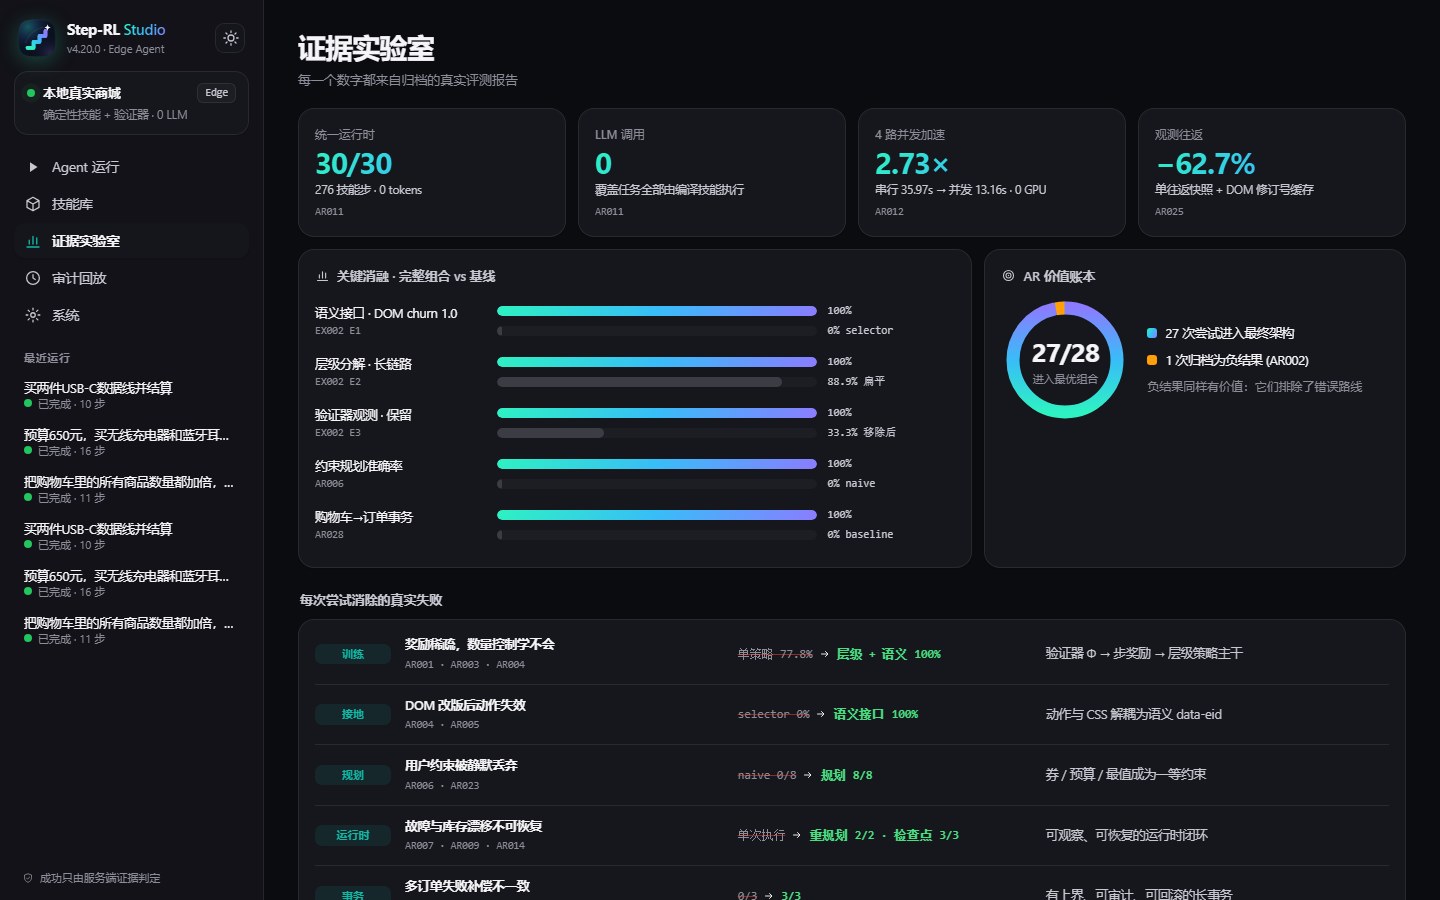 Step-RL Studio
v4.20.0 · Edge Agent
本地真实商城
Edge
确定性技能 + 验证器 · 0 LLM
Agent 运行
技能库
证据实验室
审计回放
系统
最近运行
买两件USB-C数据线并结算
已完成 · 10 步
预算650元，买无线充电器和蓝牙耳...
已完成 · 16 步
把购物车里的所有商品数量都加倍，...
已完成 · 11 步
买两件USB-C数据线并结算
已完成 · 10 步
预算650元，买无线充电器和蓝牙耳...
已完成 · 16 步
把购物车里的所有商品数量都加倍，...
已完成 · 11 步
成功只由服务端证据判定
证据实验室
每一个数字都来自归档的真实评测报告
统一运行时
30/30
276 技能步 · 0 tokens
AR011
LLM 调用
0
覆盖任务全部由编译技能执行
AR011
4 路并发加速
2.73×
串行 35.97s → 并发 13.16s · 0 GPU
AR012
观测往返
−62.7%
单往返快照 + DOM 修订号缓存
AR025
关键消融 · 完整组合 vs 基线
语义接口 · DOM churn 1.0
100%
EX002 E1
0% selector
层级分解 · 长链路
100%
EX002 E2
88.9% 扁平
验证器观测 · 保留
100%
EX002 E3
33.3% 移除后
约束规划准确率
100%
AR006
0% naive
购物车→订单事务
100%
AR028
0% baseline
AR 价值账本
27/28
进入最优组合
27 次尝试进入最终架构
1 次归档为负结果 (AR002)
负结果同样有价值：它们排除了错误路线
每次尝试消除的真实失败
训练
奖励稀疏，数量控制学不会
AR001 · AR003 · AR004
单策略 77.8% → 层级 + 语义 100%
验证器 Φ → 步奖励 → 层级策略主干
接地
DOM 改版后动作失效
AR004 · AR005
selector 0% → 语义接口 100%
动作与 CSS 解耦为语义 data-eid
规划
用户约束被静默丢弃
AR006 · AR023
naive 0/8 → 规划 8/8
券 / 预算 / 最值成为一等约束
运行时
故障与库存漂移不可恢复
AR007 · AR009 · AR014
单次执行 → 重规划 2/2 · 检查点 3/3
可观察、可恢复的运行时闭环
事务
多订单失败补偿不一致
0/3 → 3/3
有上界、可审计、可回滚的长事务